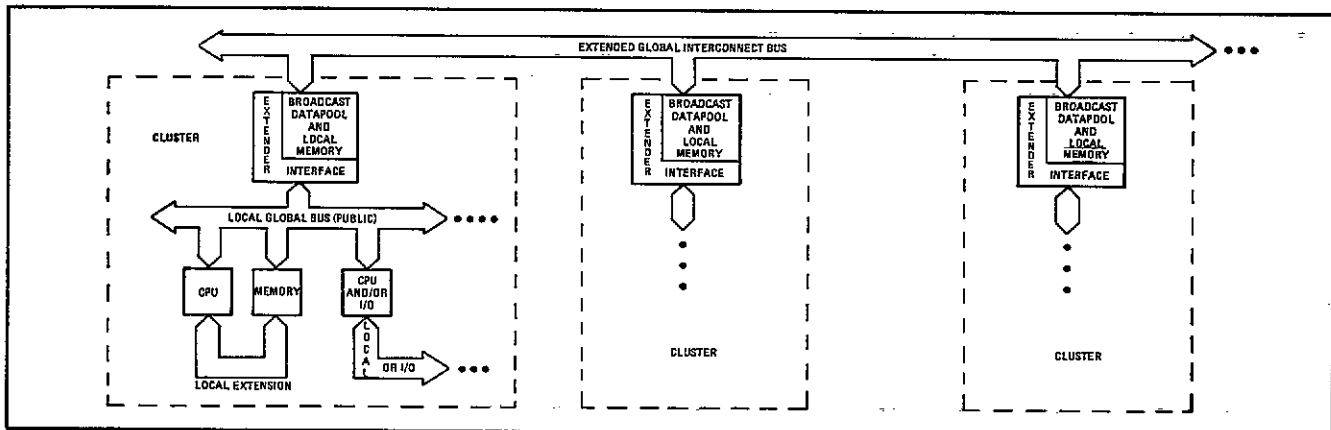 EXTENDED GLOBAL INTERCONNECT BUS
CLUSTER
EXTENDER
BROADCAST
DATAPOOL
AND
LOCAL
MEMORY
INTERFACE
LOCAL GLOBAL BUS (PUBLIC)
CPU
MEMORY
CPU
AND/OR
I/O
LOCAL EXTENSION
LOCAL
OR I/O
EXTENDER
BROADCAST
DATAPOOL
AND
LOCAL
MEMORY
INTERFACE
CLUSTER
EXTENDER
BROADCAST
DATAPOOL
AND
LOCAL
MEMORY
INTERFACE
CLUSTER